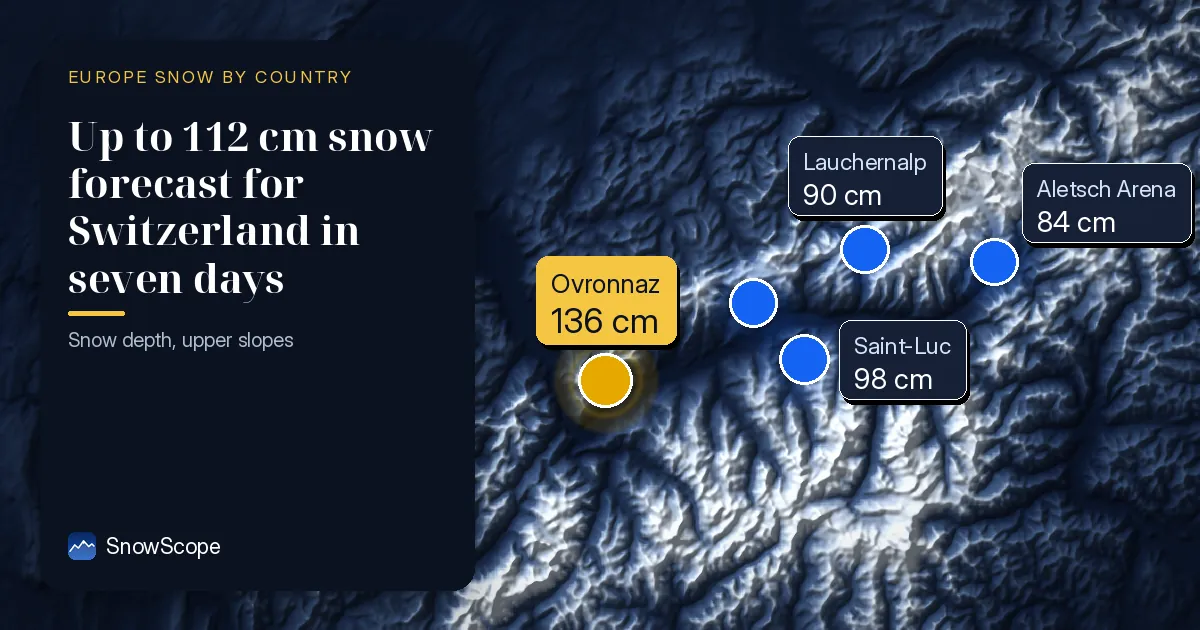 EUROPE SNOW BY COUNTRY
Up to 112 cm snow
forecast for
Switzerland in
seven days
Snow depth, upper slopes
SnowScope
Ovronnaz
136 cm
Lauchernalp
90 cm
Aletsch Arena
84 cm
Saint-Luc
98 cm